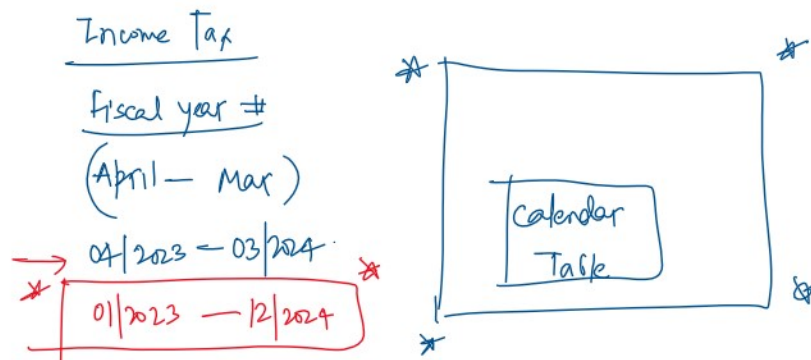 Income Tax
Fiscal year #
(April — Mar)
04/2023 — 03/2024.
01/2023 — 12/2024
Calendar
Table